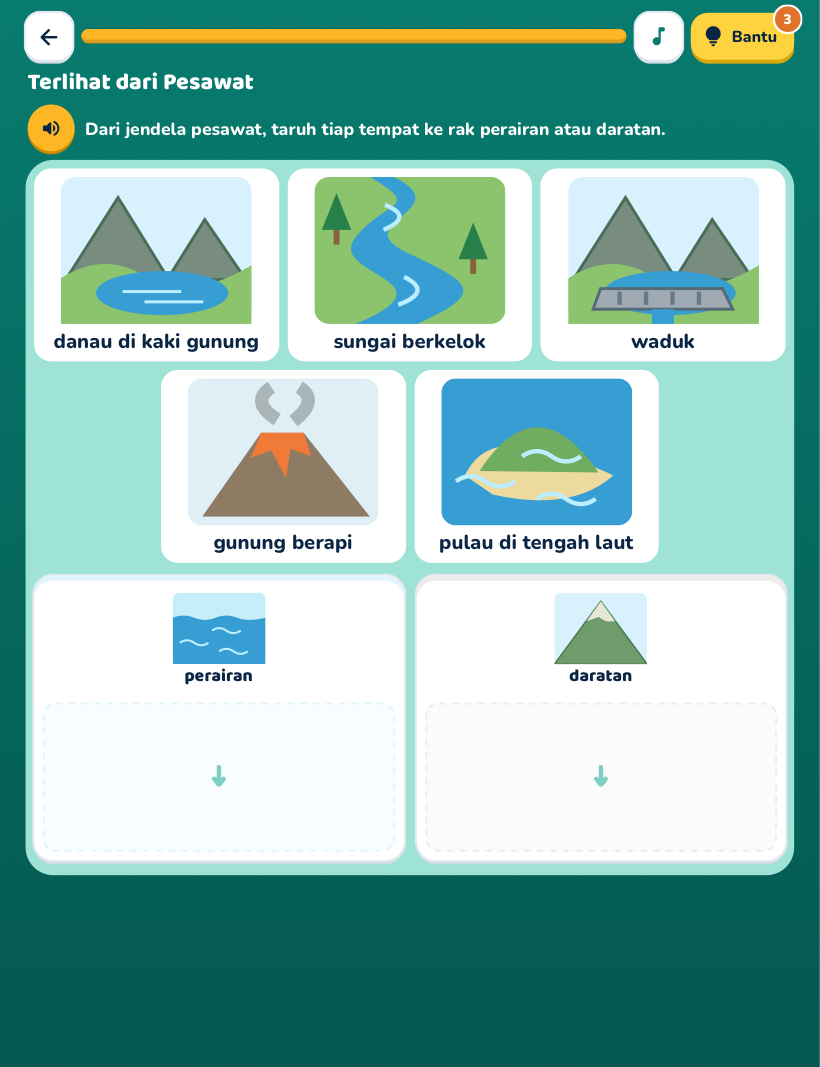 3
Bantu
Terlihat dari Pesawat
Dari jendela pesawat, taruh tiap tempat ke rak perairan atau daratan.
danau di kaki gunung
sungai berkelok
waduk
gunung berapi
pulau di tengah laut
perairan
daratan